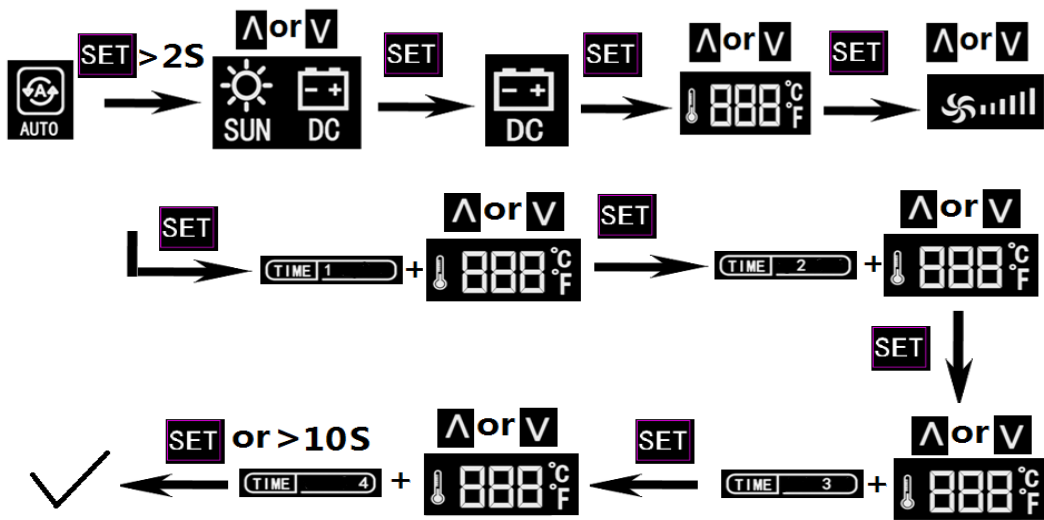 SET >2S
Λ or V
AUTO
SUN
- +
DC
SET
- +
DC
SET
Λ or V
888 °C °F
SET
Λ or V
SET
TIME 1
+
Λ or V
888 °C °F
SET
TIME 2
+
Λ or V
888 °C °F
SET
Λ or V
888 °C °F
+
TIME 3
SET
Λ or V
888 °C °F
+
TIME 4
SET or >10S